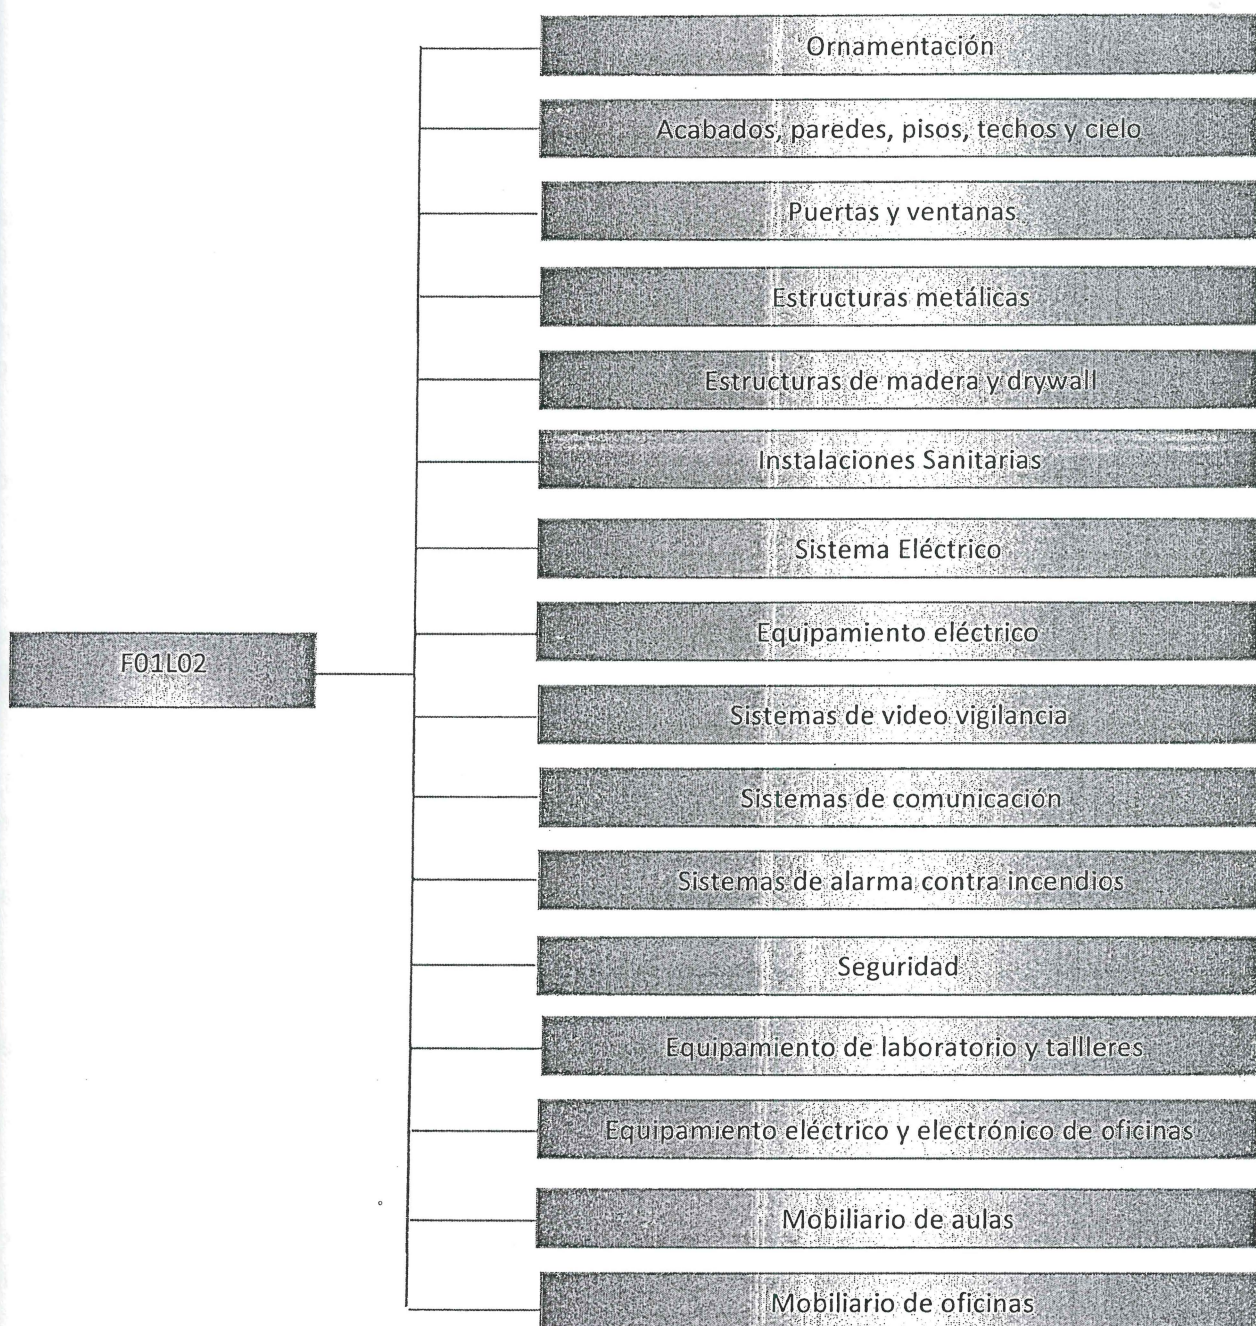 Ornamentación
Acabados, paredes, pisos, techos y cielo
Puertas y ventanas
Estructuras metálicas
Estructuras de madera y drywall
Instalaciones Sanitarias
Sistema Eléctrico
Equipamiento eléctrico
F01L02
Sistemas de video vigilancia
Sistemas de comunicación
Sistemas de alarma contra incendios
Seguridad
Equipamiento de laboratorio y tallleres
Equipamiento eléctrico y electrónico de oficinas
Mobiliario de aulas
Mobiliario de oficinas